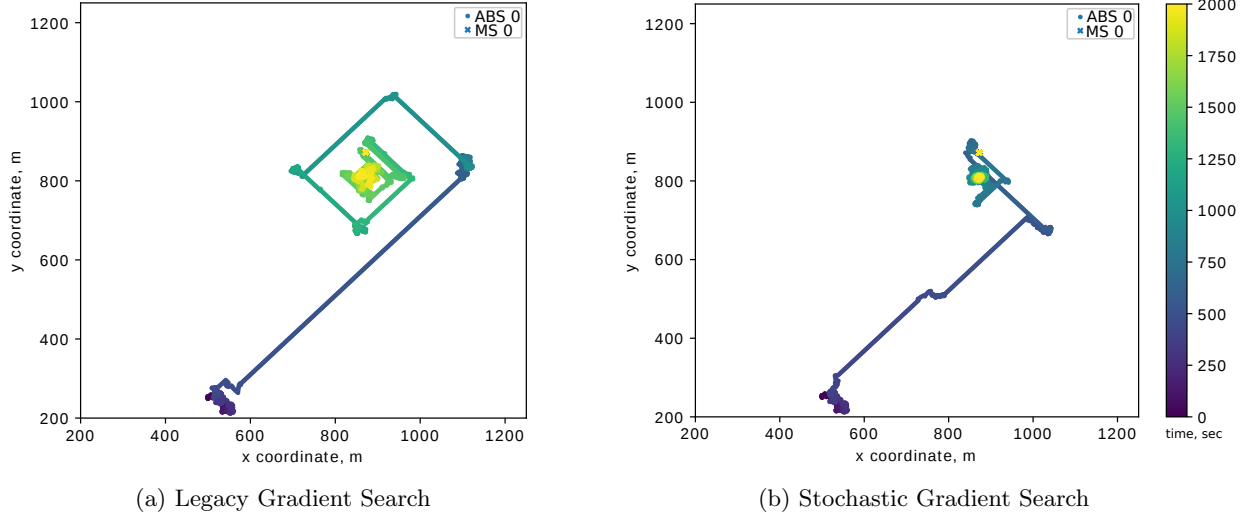 ABS 0
MS 0
1200
1000
800
600
400
200
y coordinate, m
200 400 600 800 1000 1200
x coordinate, m
(a) Legacy Gradient Search
ABS 0
MS 0
1200
1000
800
600
400
200
y coordinate, m
200 400 600 800 1000 1200
x coordinate, m
(b) Stochastic Gradient Search
2000
1750
1500
1250
1000
750
500
250
0
time, sec